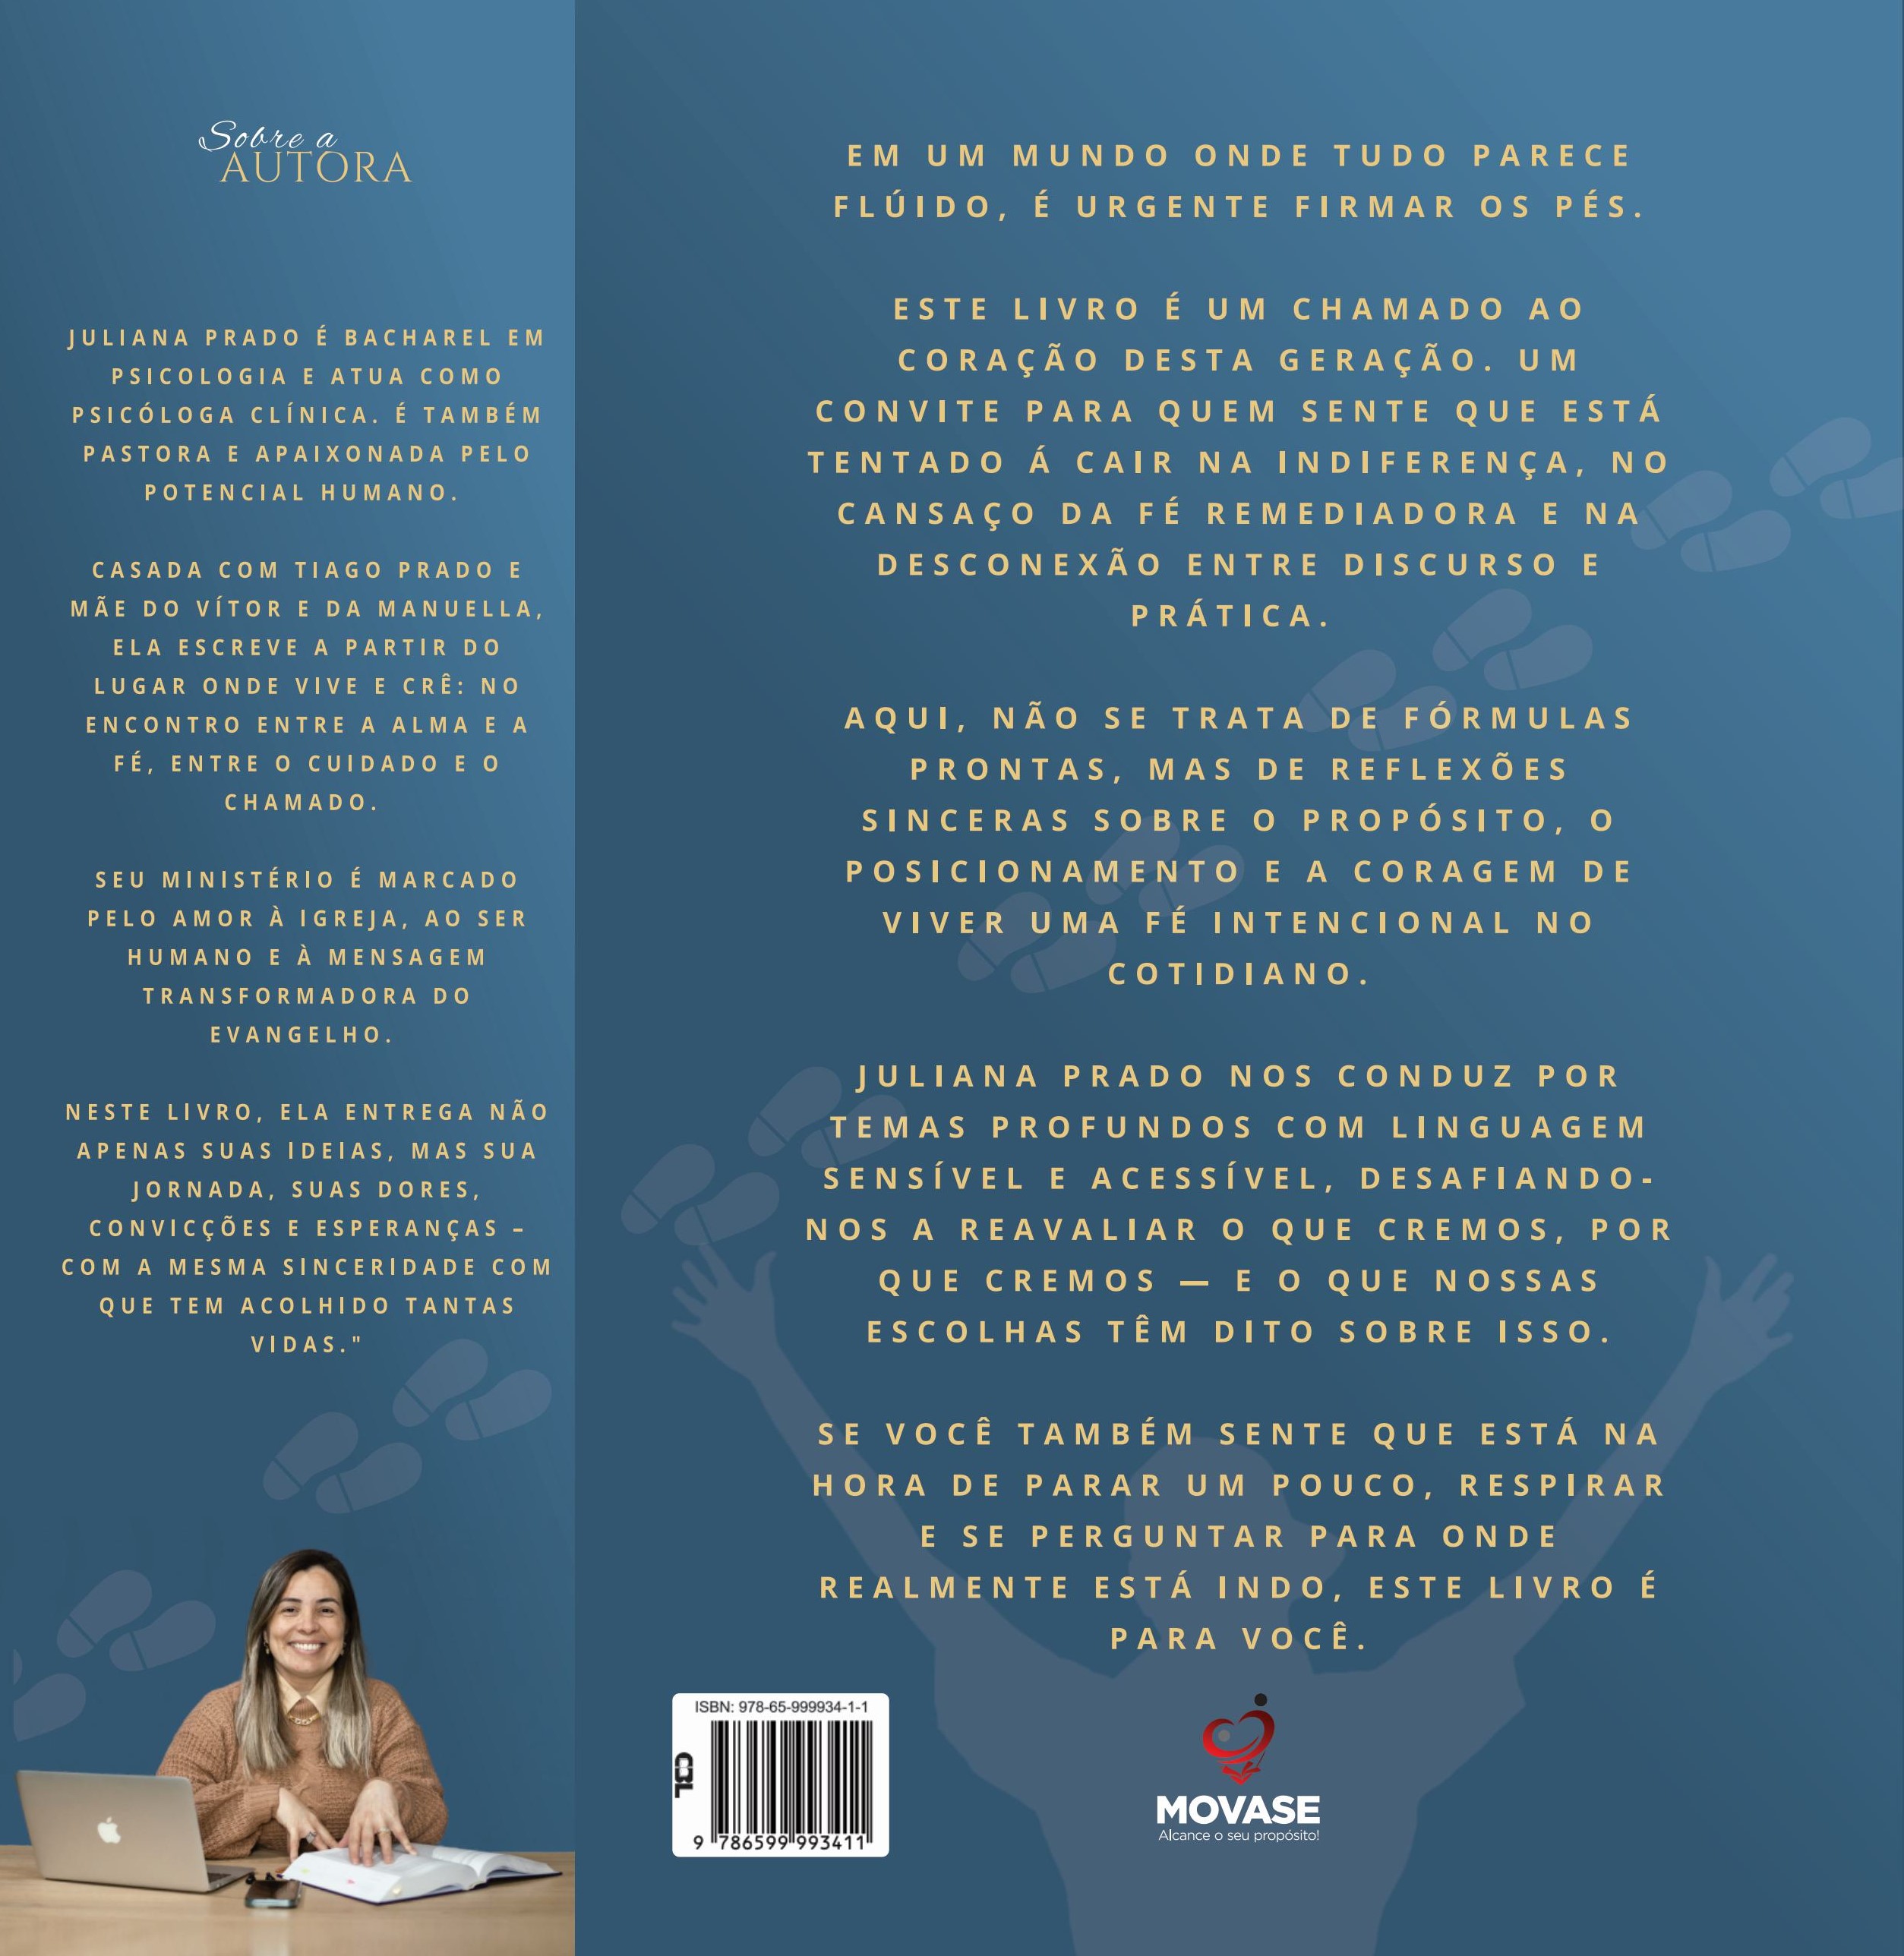 Sobre a
AUTORA
JULIANA PRADO É BACHAREL EM
PSICOLOGIA E ATUA COMO
PSICÓLOGA CLÍNICA. É TAMBÉM
PASTORA E APAIXONADA PELO
POTENCIAL HUMANO.
CASADA COM TIAGO PRADO E
MÃE DO VÍTOR E DA MANUELLA,
ELA ESCREVE A PARTIR DO
LUGAR ONDE VIVE E CRÊ: NO
ENCONTRO ENTRE A ALMA E A
FÉ, ENTRE O CUIDADO E O
CHAMADO.
SEU MINISTÉRIO É MARCADO
PELO AMOR À IGREJA, AO SER
HUMANO E À MENSAGEM
TRANSFORMADORA DO
EVANGELHO.
NESTE LIVRO, ELA ENTREGA NÃO
APENAS SUAS IDEIAS, MAS SUA
JORNADA, SUAS DORES,
CONVICÇÕES E ESPERANÇAS –
COM A MESMA SINCERIDADE COM
QUE TEM ACOLHIDO TANTAS
VIDAS."
EM UM MUNDO ONDE TUDO PARECE
FLÚIDO, É URGENTE FIRMAR OS PÉS.
ESTE LIVRO É UM CHAMADO AO
CORAÇÃO DESTA GERAÇÃO. UM
CONVITE PARA QUEM SENTE QUE ESTÁ
TENTADO Á CAIR NA INDIFERENÇA, NO
CANSAÇO DA FÉ REMEDIADORA E NA
DESCONEXÃO ENTRE DISCURSO E
PRÁTICA.
AQUI, NÃO SE TRATA DE FÓRMULAS
PRONTAS, MAS DE REFLEXÕES
SINCERAS SOBRE O PROPÓSITO, O
POSICIONAMENTO E A CORAGEM DE
VIVER UMA FÉ INTENCIONAL NO
COTIDIANO.
JULIANA PRADO NOS CONDUZ POR
TEMAS PROFUNDOS COM LINGUAGEM
SENSÍVEL E ACESSÍVEL, DESAFIANDO-
NOS A REAVALIAR O QUE CREMOS, POR
QUE CREMOS — E O QUE NOSSAS
ESCOLHAS TÊM DITO SOBRE ISSO.
SE VOCÊ TAMBÉM SENTE QUE ESTÁ NA
HORA DE PARAR UM POUCO, RESPIRAR
E SE PERGUNTAR PARA ONDE
REALMENTE ESTÁ INDO, ESTE LIVRO É
PARA VOCÊ.
ISBN: 978-65-999934-1-1
CBL
9 786599 993411
MOVASE
Alcance o seu propósito!